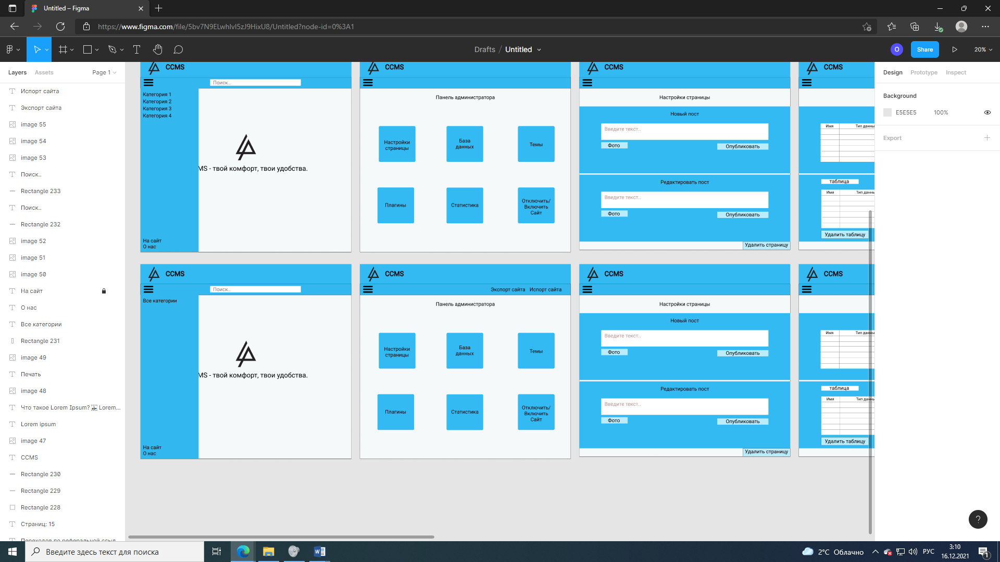 Untitled – Figma
https://www.figma.com/file/5bv7N9ELwhlvI5zJ9HixU8/Untitled?node-id=0%3A1
Drafts / Untitled
O
Share
20%
Layers
Assets
Page 1
Испорт сайта
Экспорт сайта
image 55
image 54
image 53
Поиск..
Rectangle 233
Поиск..
Rectangle 232
image 52
image 51
image 50
На сайт
О нас
Все категории
Rectangle 231
image 49
Печать
image 48
Что такое Lorem Ipsum? Lorem...
Lorem ipsum
image 47
CCMS
Rectangle 230
Rectangle 229
Rectangle 228
Страниц: 15
Переходов по реферальной ссыл
CCMS
Поиск..
Категория 1
Категория 2
Категория 3
Категория 4
MS - твой комфорт, твои удобства.
На сайт
О нас
CCMS
Панель администратора
Настройки
страницы
База
данных
Темы
Плагины
Статистика
Отключить/
Включить
Сайт
CCMS
Настройки страницы
Новый пост
Введите текст..
Фото
Опубликовать
Редактировать пост
Введите текст..
Фото
Опубликовать
Удалить страницу
CCMS
Имя
Тип данны
таблица
Имя
Тип данны
Удалить таблицу
CCMS
Поиск..
Все категории
MS - твой комфорт, твои удобства.
На сайт
О нас
CCMS
Экспорт сайта
Испорт сайта
Панель администратора
Настройки
страницы
База
данных
Темы
Плагины
Статистика
Отключить/
Включить
Сайт
CCMS
Настройки страницы
Новый пост
Введите текст..
Фото
Опубликовать
Редактировать пост
Введите текст..
Фото
Опубликовать
Удалить страницу
CCMS
Имя
Тип данны
таблица
Имя
Тип данны
Удалить таблицу
Design
Prototype
Inspect
Background
E5E5E5
100%
Export
?
Введите здесь текст для поиска
2°C Облачно
РУС
3:10
16.12.2021
1